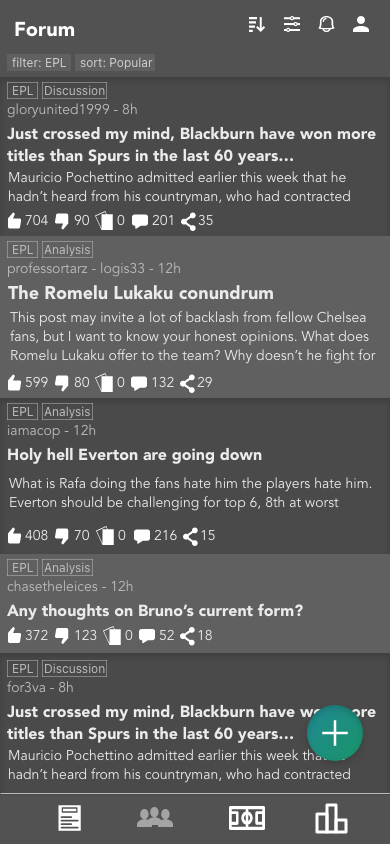 Forum
filter: EPL sort: Popular
EPL Discussion
gloryunited1999 - 8h
Just crossed my mind, Blackburn have won more
titles than Spurs in the last 60 years...
Mauricio Pochettino admitted earlier this week that he
hadn't heard from his countryman, who had contracted
704 90 0 201 35
EPL Analysis
professortarz - logis33 - 12h
The Romelu Lukaku conundrum
This post may invite a lot of backlash from fellow Chelsea
fans, but I want to know your honest opinions. What does
Romelu Lukaku offer to the team? Why doesn't he fight for
599 80 0 132 29
EPL Analysis
iamacop - 12h
Holy hell Everton are going down
What is Rafa doing the fans hate him the players hate him.
Everton should be challenging for top 6, 8th at worst
408 70 0 216 15
EPL Analysis
chasetheleices - 12h
Any thoughts on Bruno's current form?
372 123 0 52 18
EPL Discussion
for3va - 8h
Just crossed my mind, Blackburn have more
titles than Spurs in the last 60 years...
Mauricio Pochettino admitted earlier this week he
hadn't heard from his countryman, who had contracted